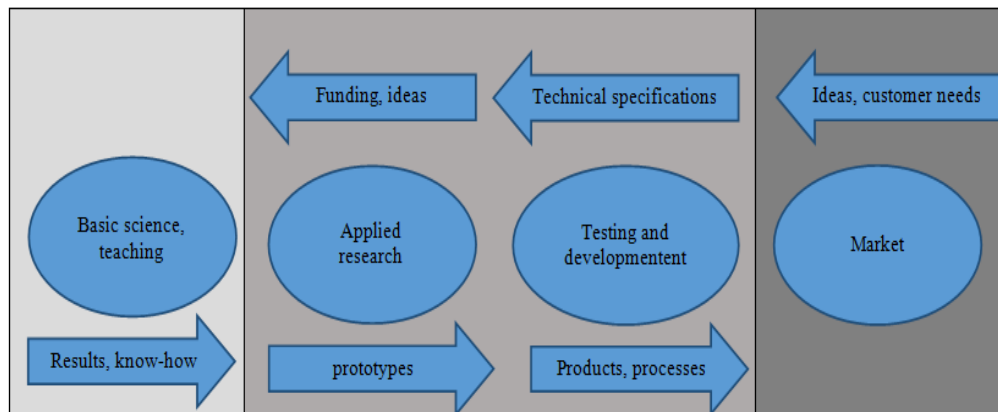 Funding, ideas
Technical specifications
Ideas, customer needs
Basic science,
teaching
Applied
research
Testing and
developmentent
Market
Results, know-how
prototypes
Products, processes